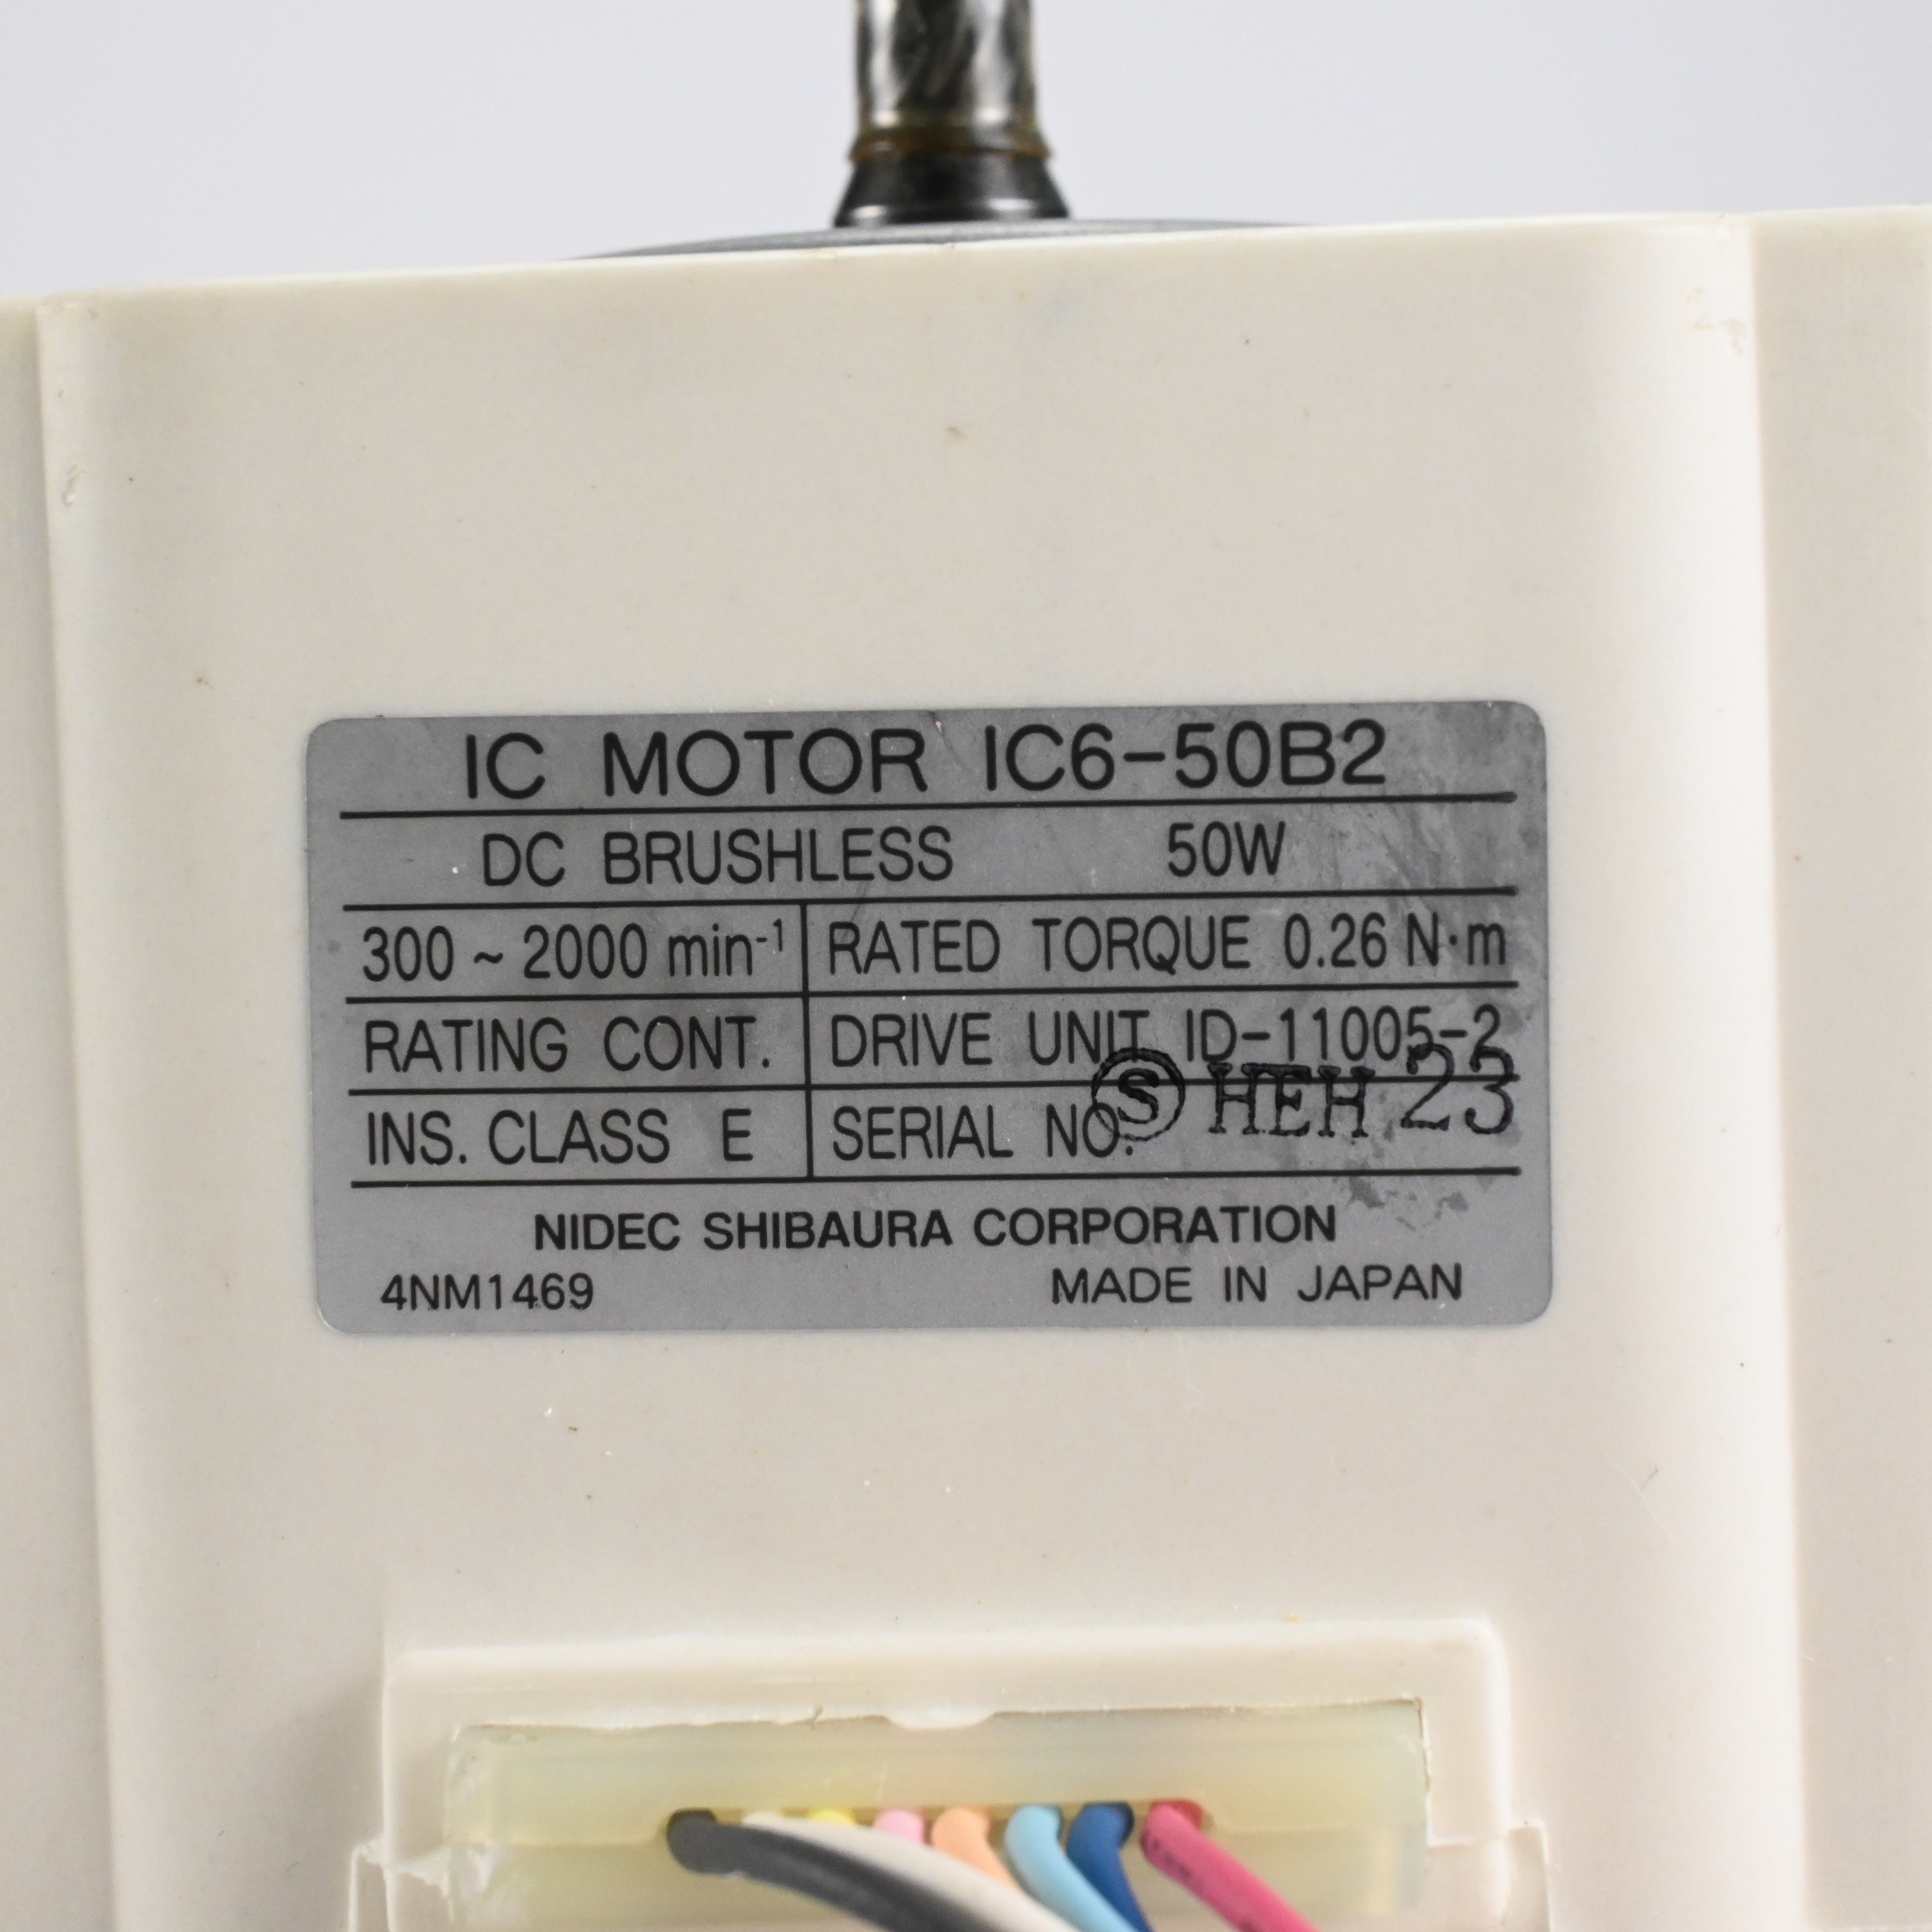 IC MOTOR IC6-50B2
DC BRUSHLESS 50W
300 ~ 2000 min⁻¹ RATED TORQUE 0.26 N·m
RATING CONT. DRIVE UNIT ID-11005-2
INS. CLASS E SERIAL NO. Ⓢ HEH 23
NIDEC SHIBAURA CORPORATION
4NM1469 MADE IN JAPAN